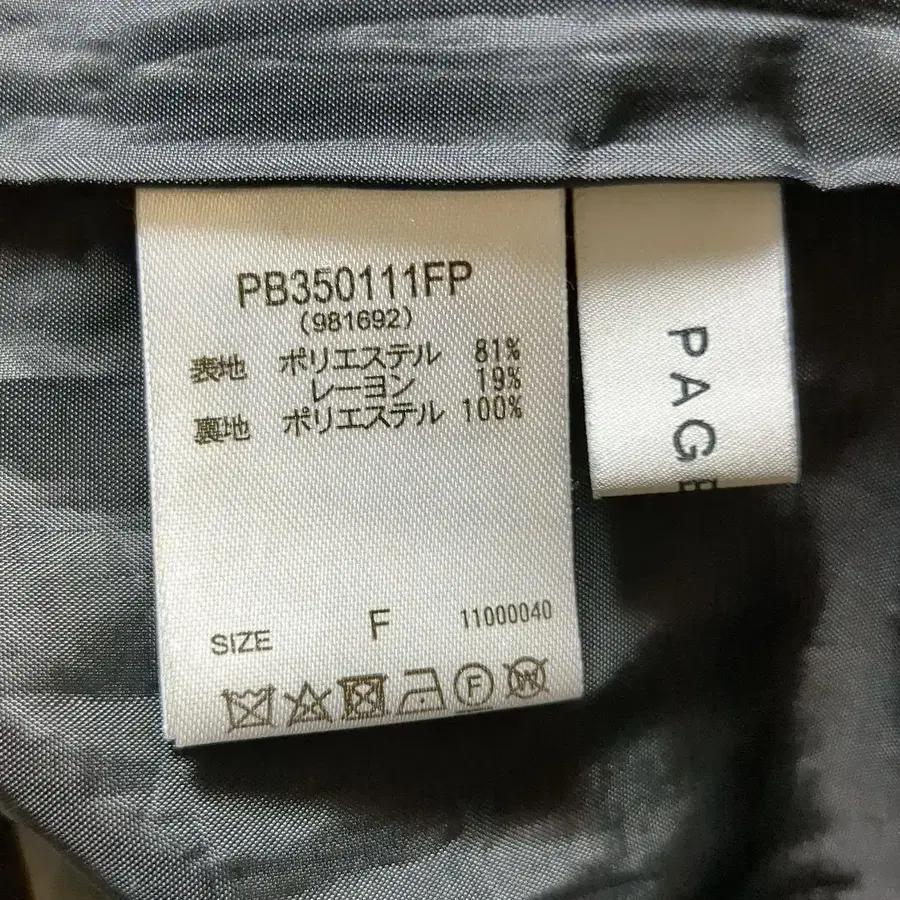 PB350111FP
(981692)
表地 ポリエステル 81%
レーヨン 19%
裏地 ポリエステル 100%
SIZE F 11000040
F W
PAGE